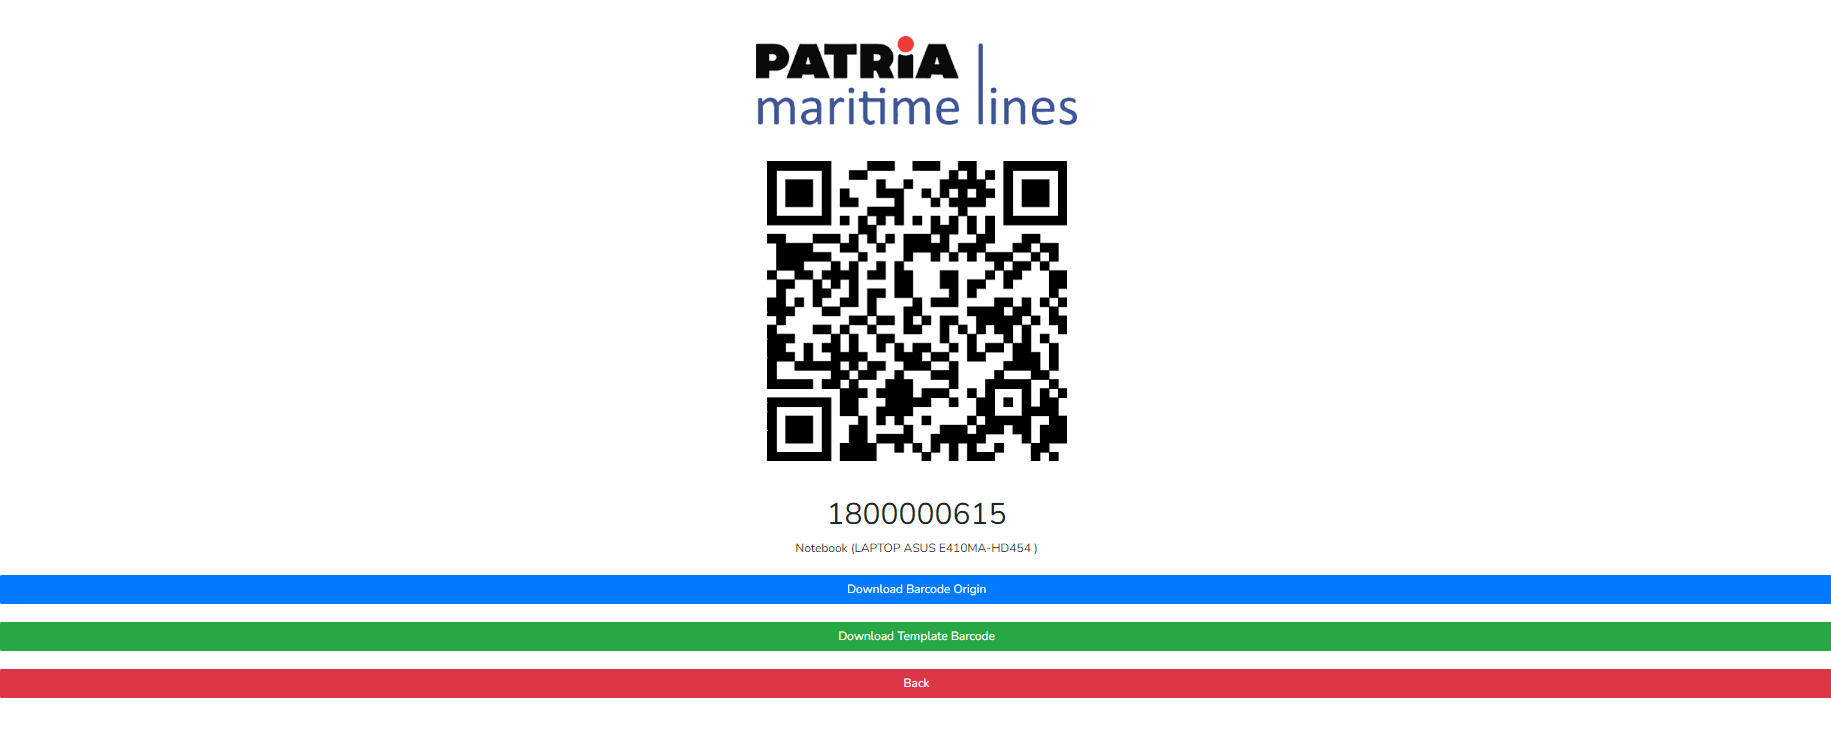 PATRiA
maritime lines
1800000615
Notebook (LAPTOP ASUS E410MA-HD454 )
Download Barcode Origin
Download Template Barcode
Back